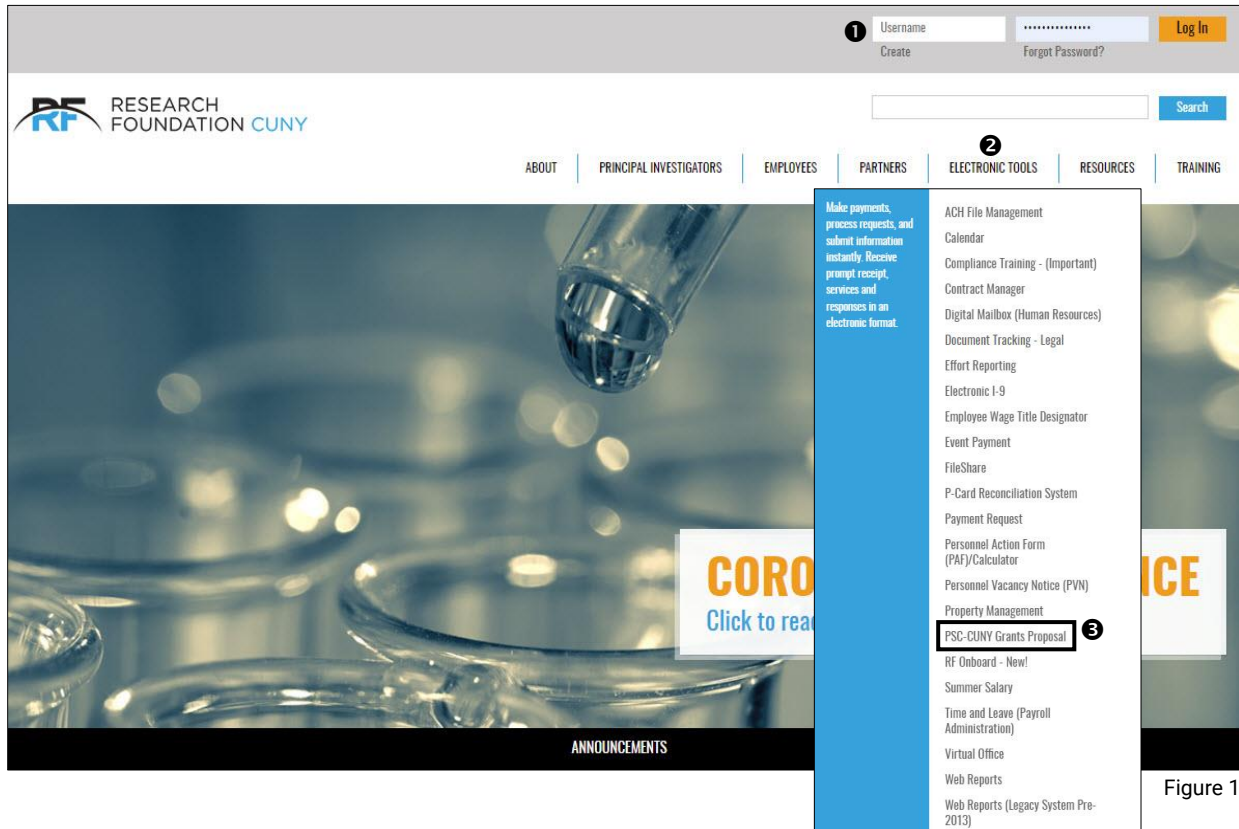 ❶
Username
•••••••••••••••
Log In
Create
Forgot Password?
RF
RESEARCH
FOUNDATION CUNY
Search
❷
ABOUT
PRINCIPAL INVESTIGATORS
EMPLOYEES
PARTNERS
ELECTRONIC TOOLS
RESOURCES
TRAINING
Make payments,
process requests, and
submit information
instantly. Receive
prompt receipt,
services and
responses in an
electronic format.
ACH File Management
Calendar
Compliance Training - (Important)
Contract Manager
Digital Mailbox (Human Resources)
Document Tracking - Legal
Effort Reporting
Electronic I-9
Employee Wage Title Designator
Event Payment
FileShare
P-Card Reconciliation System
Payment Request
Personnel Action Form
(PAF)/Calculator
Personnel Vacancy Notice (PVN)
Property Management
PSC-CUNY Grants Proposal
❸
RF Onboard - New!
Summer Salary
Time and Leave (Payroll
Administration)
Virtual Office
Web Reports
Web Reports (Legacy System Pre-
2013)
CORO
ICE
Click to rea
ANNOUNCEMENTS
Figure 1